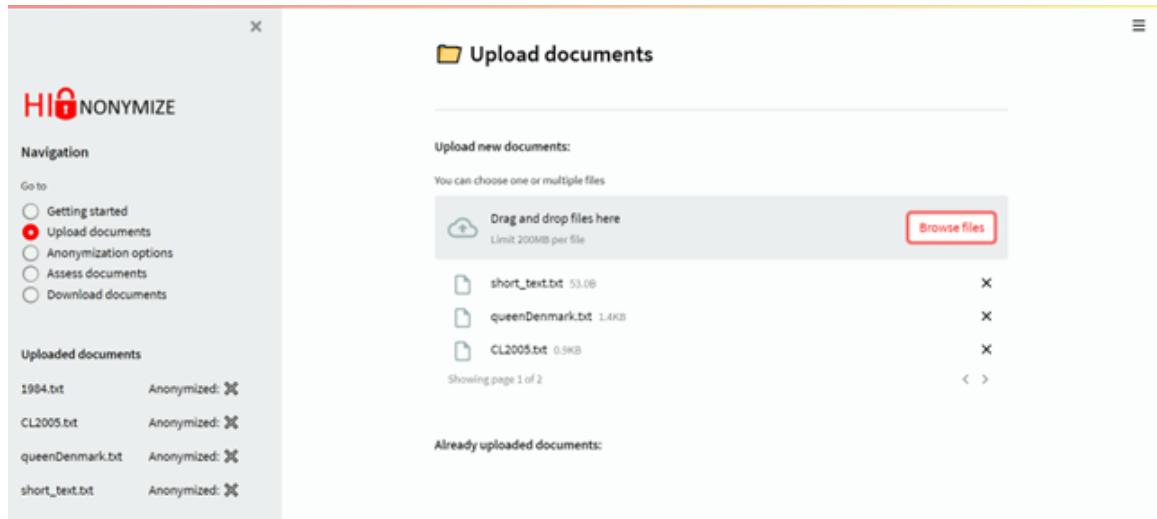 HI NONYMIZE
Navigation
Go to
Getting started
Upload documents
Anonymization options
Assess documents
Download documents
Uploaded documents
1984.txt Anonymized:
CL2005.txt Anonymized:
queenDenmark.txt Anonymized:
short_text.txt Anonymized:
Upload documents
Upload new documents:
You can choose one or multiple files
Drag and drop files here
Limit 200MB per file
Browse files
short_text.txt 53.0B
queenDenmark.txt 1.4KB
CL2005.txt 0.9KB
Showing page 1 of 2
Already uploaded documents: